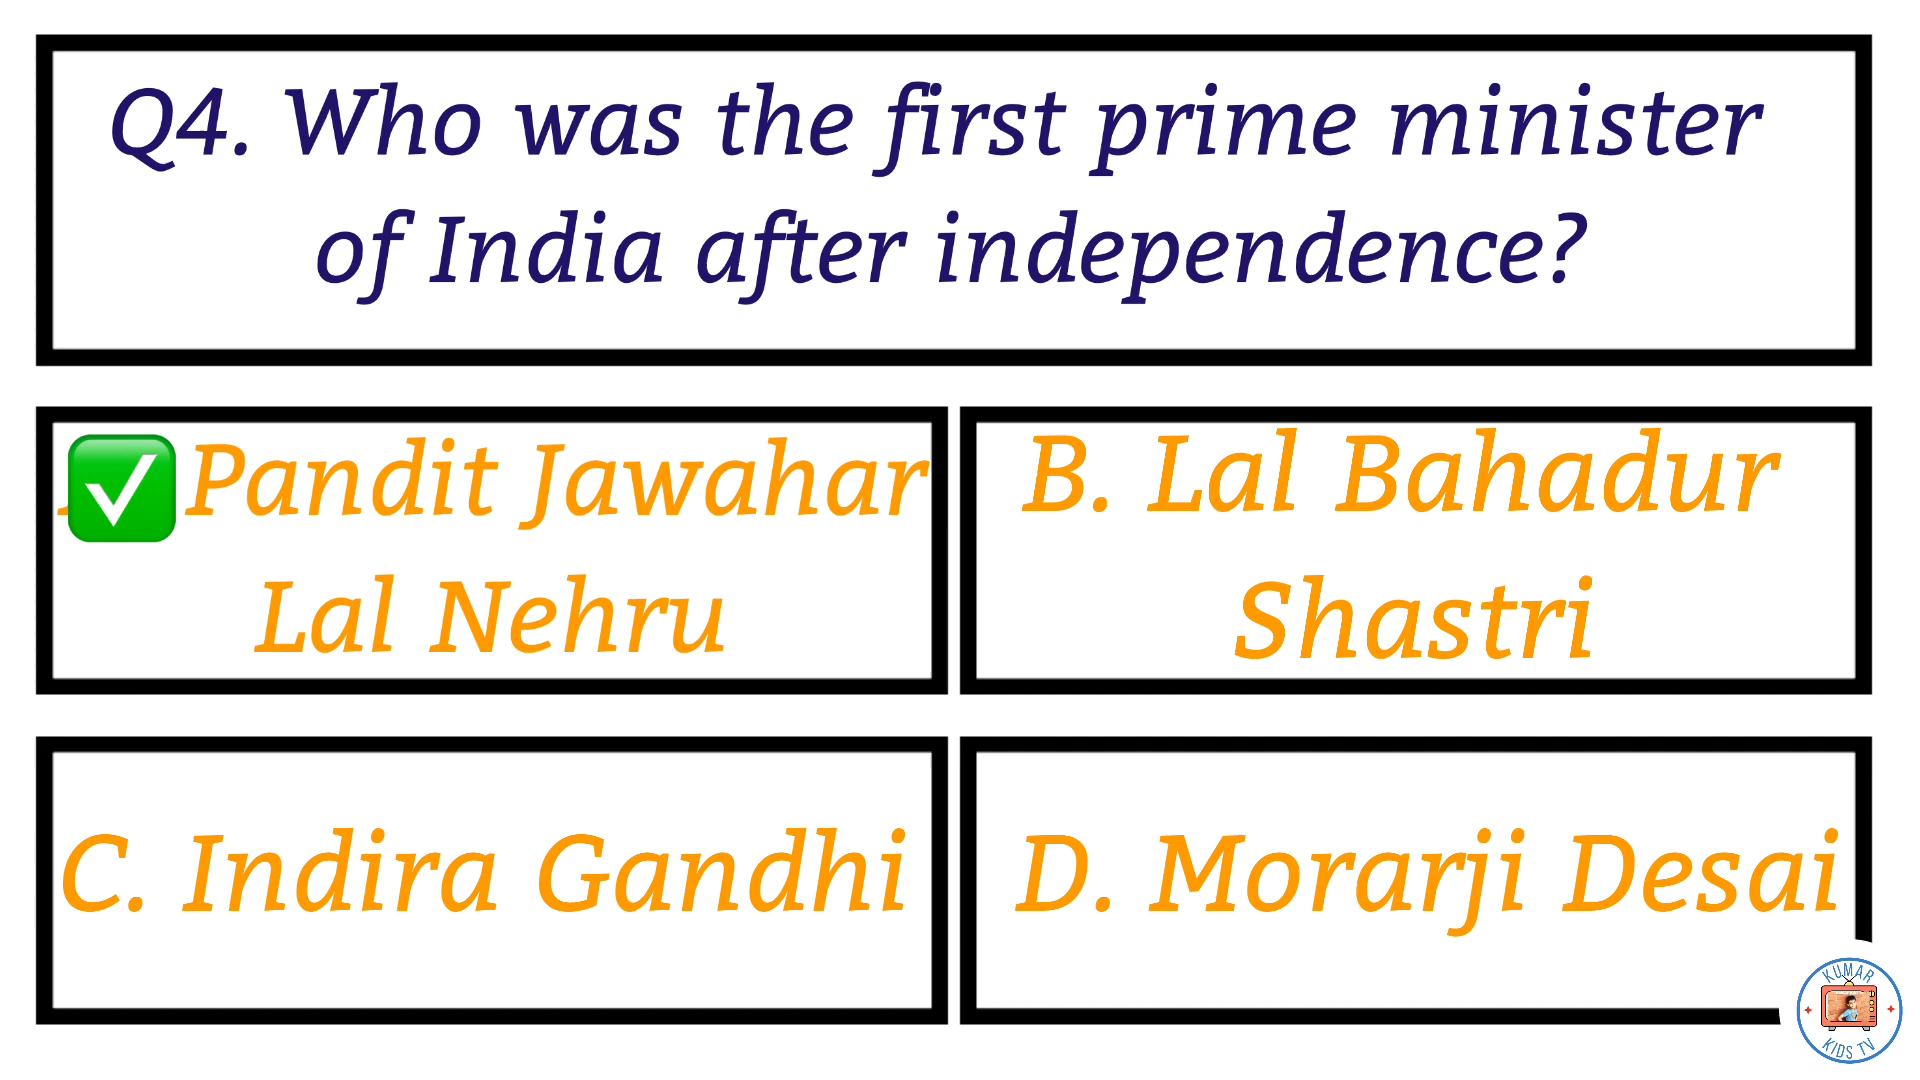 Q4. Who was the first prime minister
of India after independence?
Pandit Jawahar
Lal Nehru
B. Lal Bahadur
Shastri
C. Indira Gandhi
D. Morarji Desai
KUMAR
KIDS TV